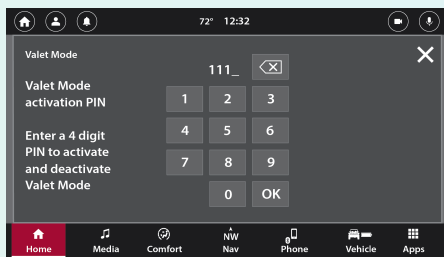 72° 12:32
Valet Mode
111_
Valet Mode
activation PIN
Enter a 4 digit
PIN to activate
and deactivate
Valet Mode
1 2 3
4 5 6
7 8 9
0 OK
NW
0
Home Media Comfort Nav Phone Vehicle Apps